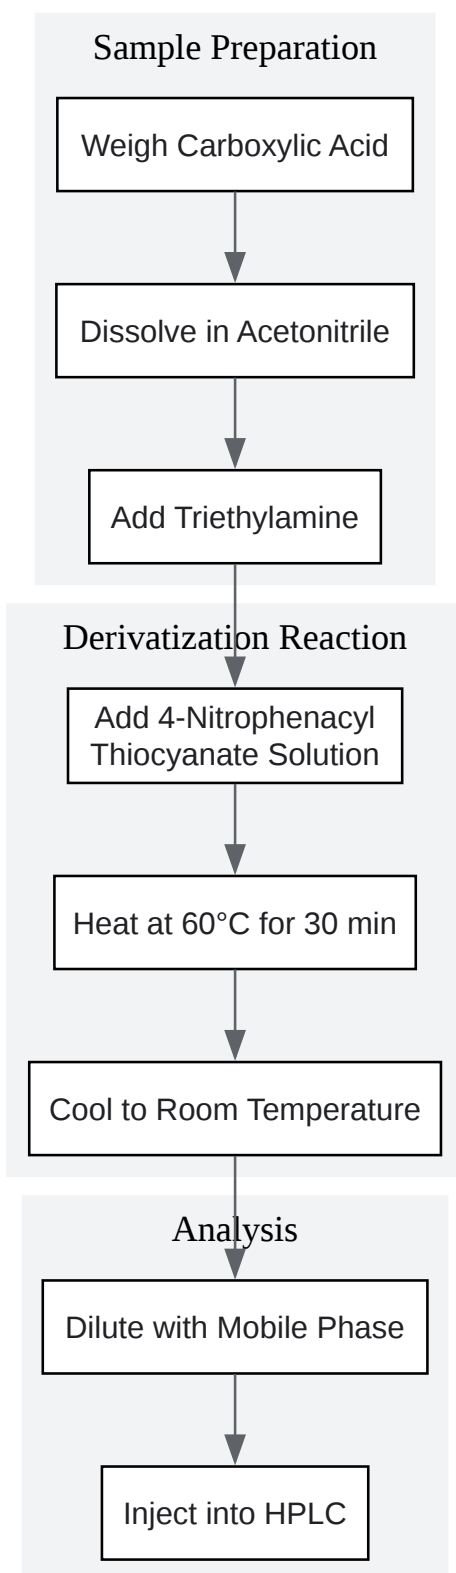 Sample Preparation
Weigh Carboxylic Acid
Dissolve in Acetonitrile
Add Triethylamine
Derivatization Reaction
Add 4-Nitrophenacyl
Thiocyanate Solution
Heat at 60°C for 30 min
Cool to Room Temperature
Analysis
Dilute with Mobile Phase
Inject into HPLC